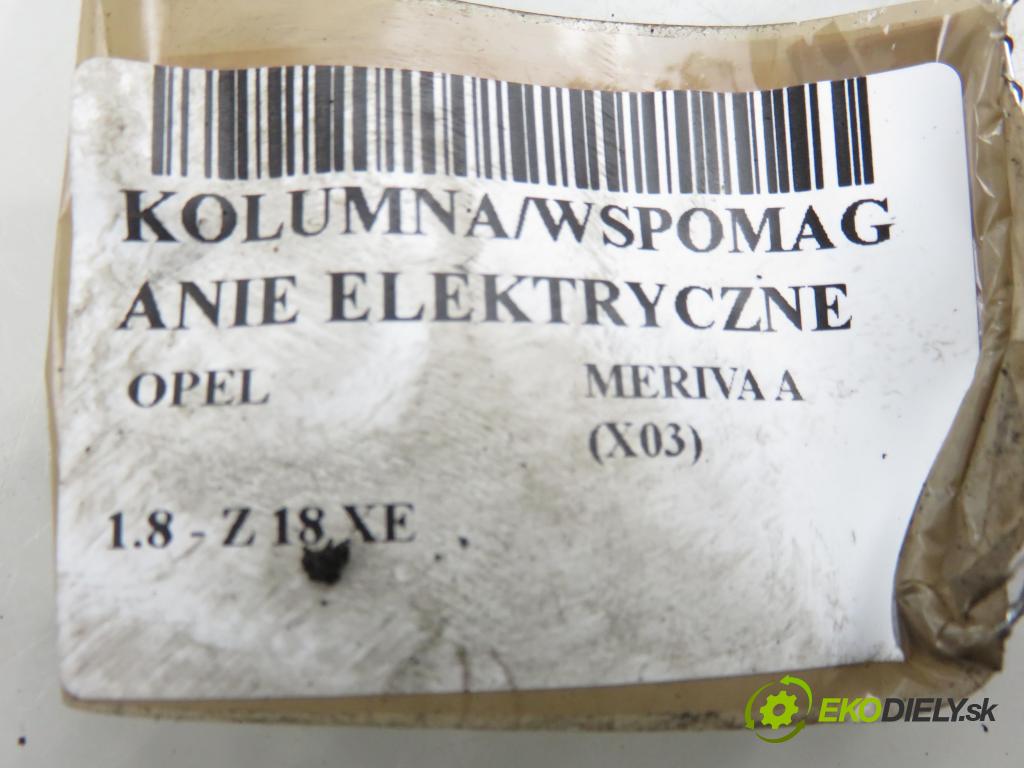 KOLUMNA/WSPOMAG
ANIE ELEKTRYCZNE
OPEL MERIVA A
(X03)
1.8 - Z 18 XE
EKODIELY.sk